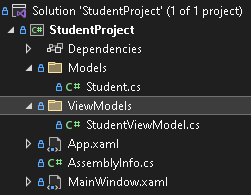 Solution 'StudentProject' (1 of 1 project)
C# StudentProject
Dependencies
Models
C# Student.cs
ViewModels
C# StudentViewModel.cs
App.xaml
C# AssemblyInfo.cs
MainWindow.xaml